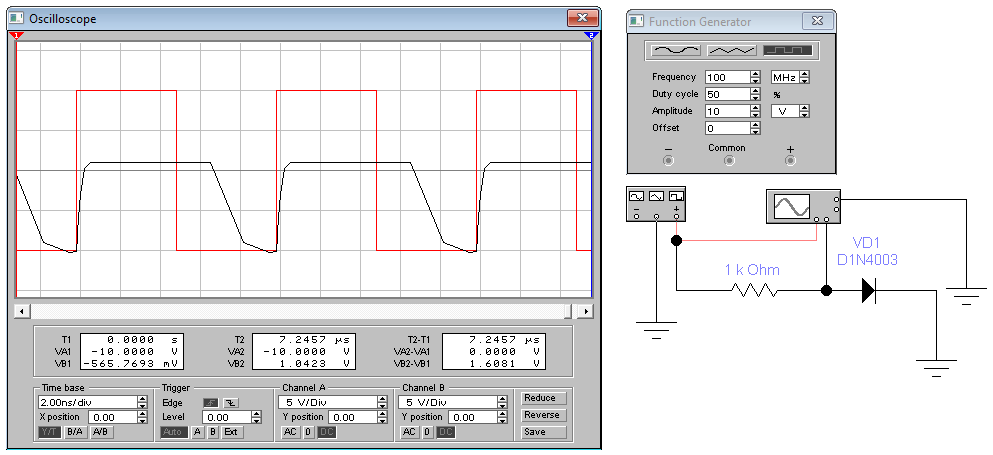 Oscilloscope
1 2
T1 0.0000 s T2 7.2457 µs T2-T1 7.2457 µs
VA1 -10.0000 V VA2 -10.0000 V VA2-VA1 0.0000 V
VB1 -565.7693 mV VB2 1.0423 V VB2-VB1 1.6081 V
Time base Trigger Channel A Channel B Reduce
2.00ns/div Edge 5 V/Div 5 V/Div
X position 0.00 Level 0.00 Y position 0.00 Y position 0.00 Reverse
Y/T B/A A/B Auto A B Ext AC 0 DC AC 0 DC Save
Function Generator
Frequency 100 MHz
Duty cycle 50 %
Amplitude 10 V
Offset 0
− Common +
− +
VD1
D1N4003
1 k Ohm